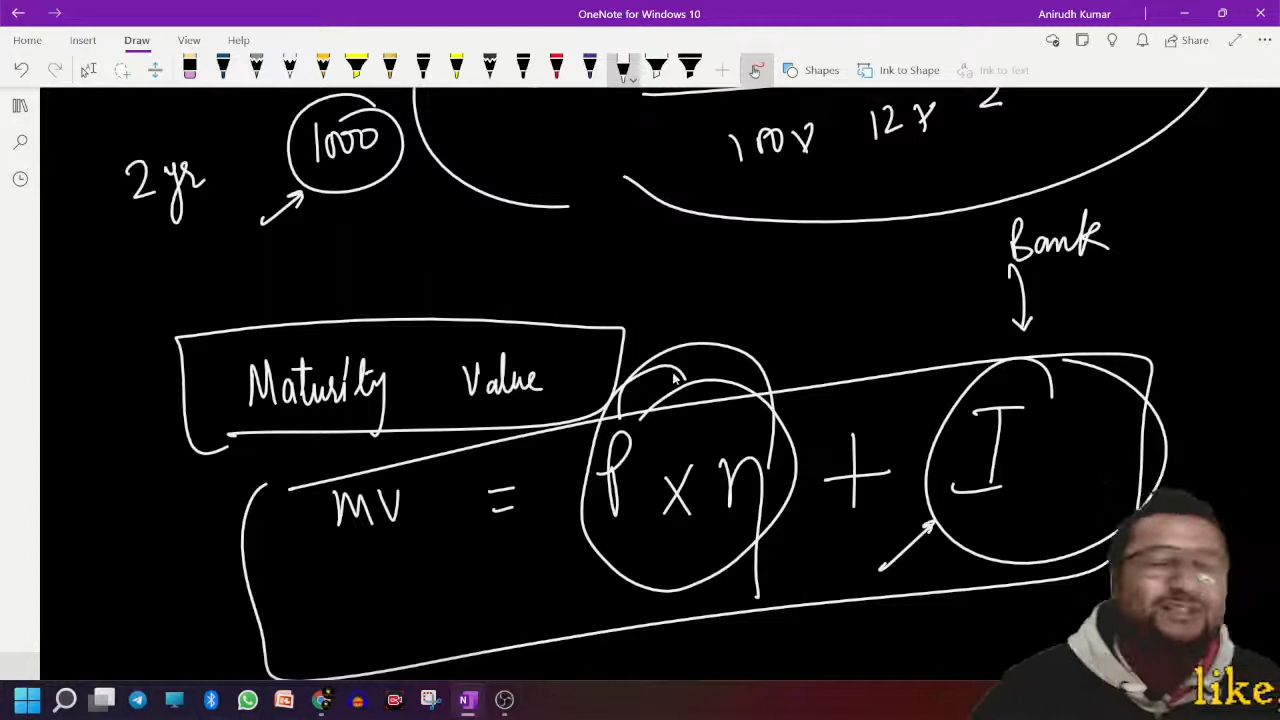 OneNote for Windows 10
Anirudh Kumar
Home Insert Draw View Help
Share
Shapes
Ink to Shape
Ink to Text
1000
2 yr
12 x 2
Bank
Maturity Value
MV = P x n + I
like.